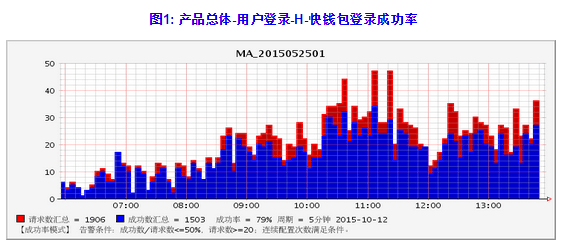 图1: 产品总体-用户登录-H-快钱包登录成功率
MA_2015052501
50
40
30
20
10
0
07:00 08:00 09:00 10:00 11:00 12:00 13:00
请求数汇总 = 1906 成功数汇总 = 1503 成功率 = 79% 周期 = 5分钟 2015-10-12
【成功率模式】 告警条件: 成功数/请求数<=50%, 请求数>=20; 连续配置次数满足条件。